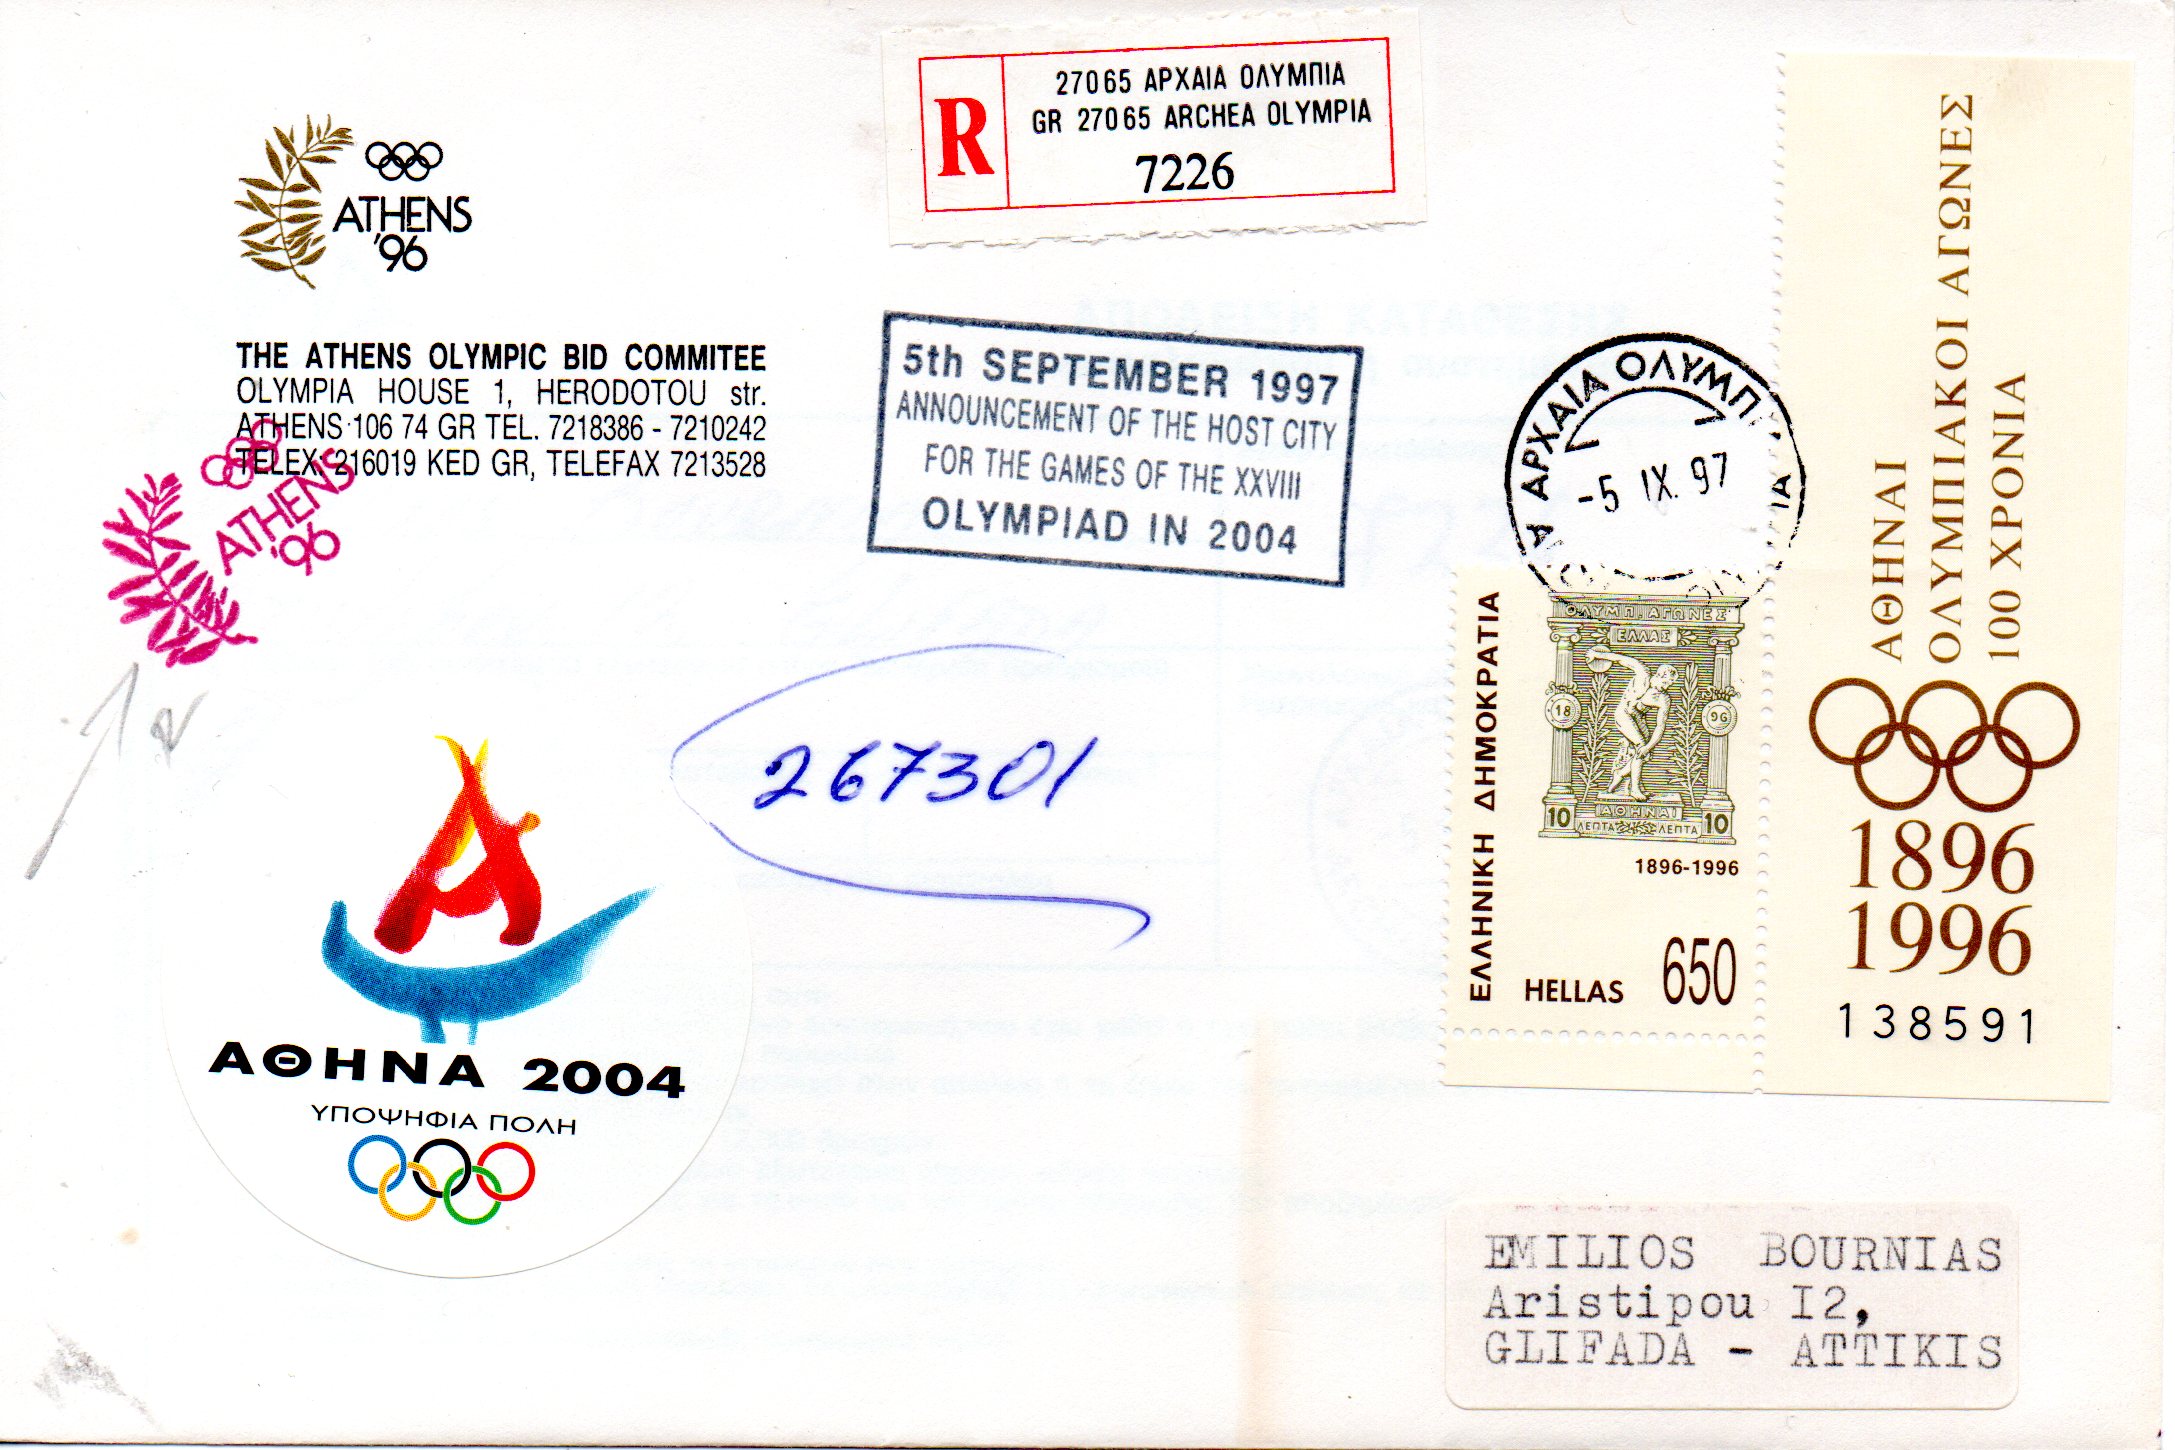 R
27065 ΑΡΧΑΙΑ ΟΛΥΜΠΙΑ
GR 27065 ARCHEA OLYMPIA
7226
ATHENS
'96
THE ATHENS OLYMPIC BID COMMITEE
OLYMPIA HOUSE 1, HERODOTOU str.
ATHENS 106 74 GR TEL. 7218386 - 7210242
TELEX. 216019 KED GR, TELEFAX 7213528
ATHENS
'96
5th SEPTEMBER 1997
ANNOUNCEMENT OF THE HOST CITY
FOR THE GAMES OF THE XXVIII
OLYMPIAD IN 2004
ΑΡΧΑΙΑ ΟΛΥΜΠΙΑ
-5 IX. 97
ΑΘΗΝΑΙ
ΟΛΥΜΠΙΑΚΟΙ ΑΓΩΝΕΣ
100 ΧΡΟΝΙΑ
1896
1996
138591
ΕΛΛΗΝΙΚΗ ΔΗΜΟΚΡΑΤΙΑ
ΟΛΥΜΠ. ΑΓΩΝΕΣ
ΕΛΛΑΣ
18 96
ΑΘΗΝΑΙ
10 ΛΕΠΤΑ ΛΕΠΤΑ 10
1896-1996
HELLAS 650
267301
ΑΘΗΝΑ 2004
ΥΠΟΨΗΦΙΑ ΠΟΛΗ
EMILIOS BOURNIAS
Aristipou I2,
GLIFADA - ATTIKIS